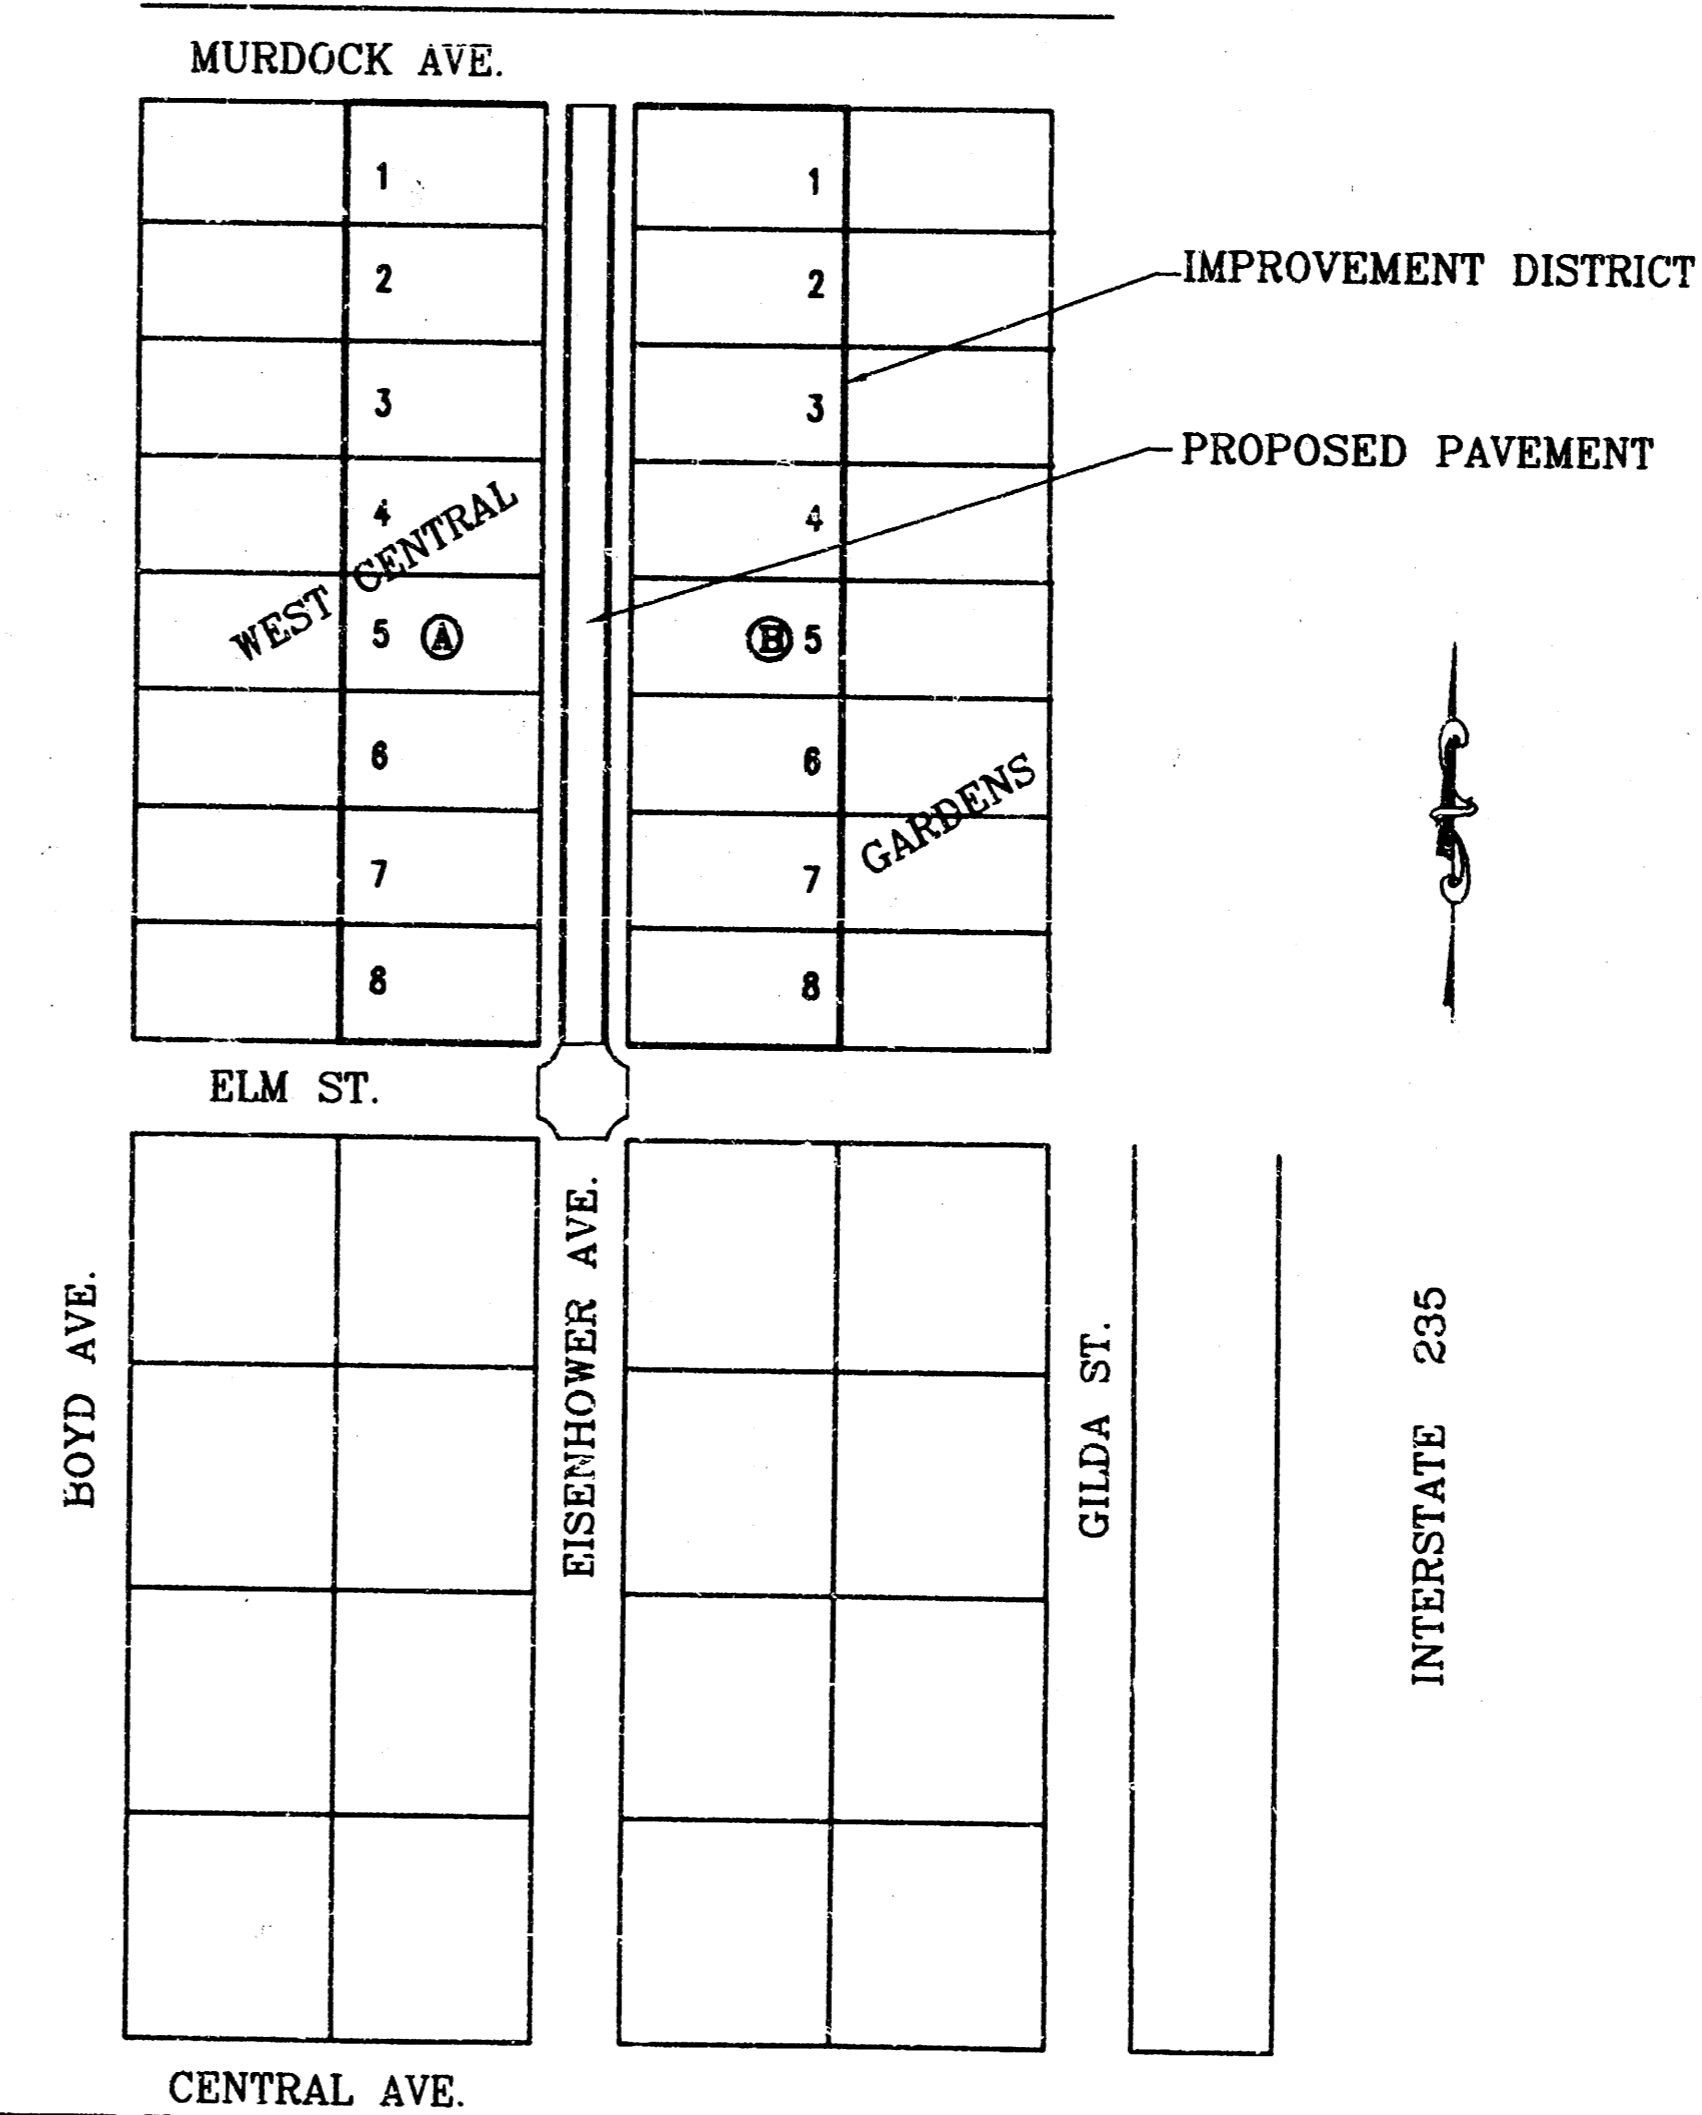 MURDOCK AVE.
1
1
2
2
IMPROVEMENT DISTRICT
3
3
PROPOSED PAVEMENT
4
4
WEST CENTRAL
5 A
B 5
6
6
GARDENS
7
7
8
8
ELM ST.
BOYD AVE.
EISENHOWER AVE.
GILDA ST.
INTERSTATE 235
CENTRAL AVE.